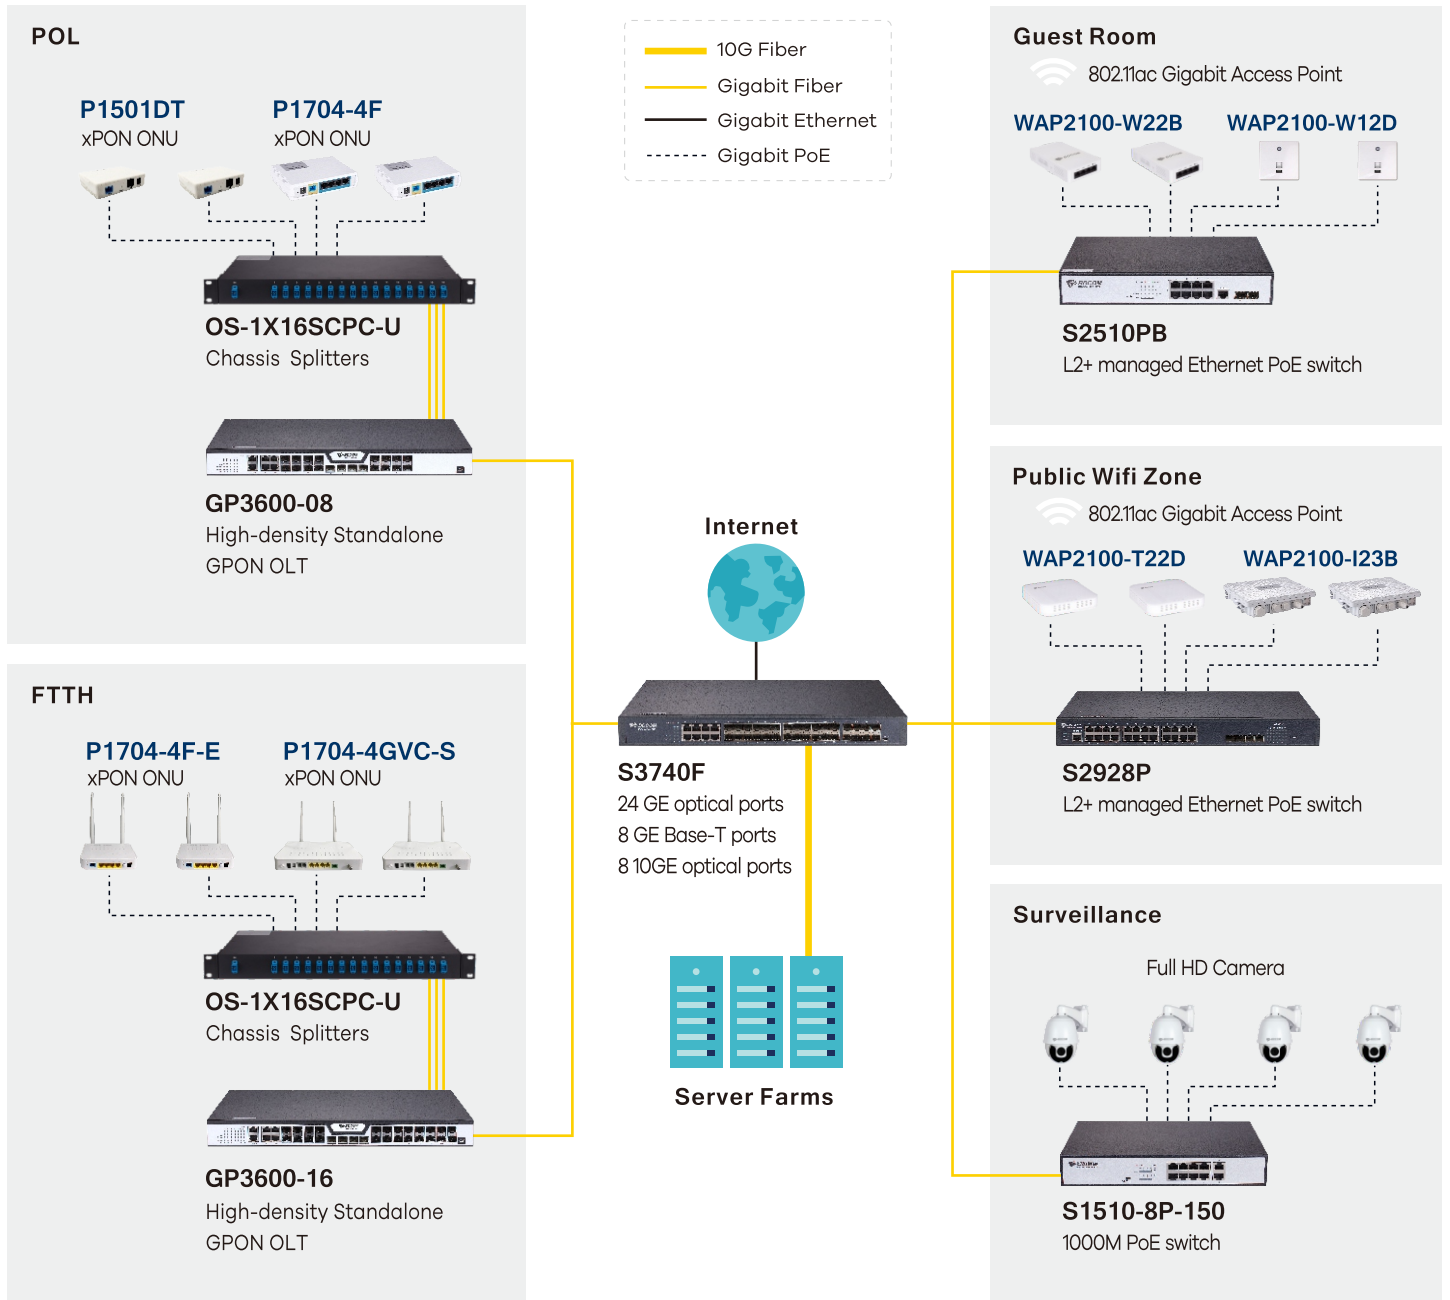 POL
P1501DT
xPON ONU
P1704-4F
xPON ONU
OS-1X16SCPC-U
Chassis Splitters
GP3600-08
High-density Standalone
GPON OLT
FTTH
P1704-4F-E
xPON ONU
P1704-4GVC-S
xPON ONU
OS-1X16SCPC-U
Chassis Splitters
GP3600-16
High-density Standalone
GPON OLT
10G Fiber
Gigabit Fiber
Gigabit Ethernet
Gigabit PoE
Internet
S3740F
24 GE optical ports
8 GE Base-T ports
8 10GE optical ports
Server Farms
Guest Room
802.11ac Gigabit Access Point
WAP2100-W22B
WAP2100-W12D
BDCOM
S2510PB
L2+ managed Ethernet PoE switch
Public Wifi Zone
802.11ac Gigabit Access Point
WAP2100-T22D
WAP2100-I23B
S2928P
L2+ managed Ethernet PoE switch
Surveillance
Full HD Camera
S1510-8P-150
1000M PoE switch